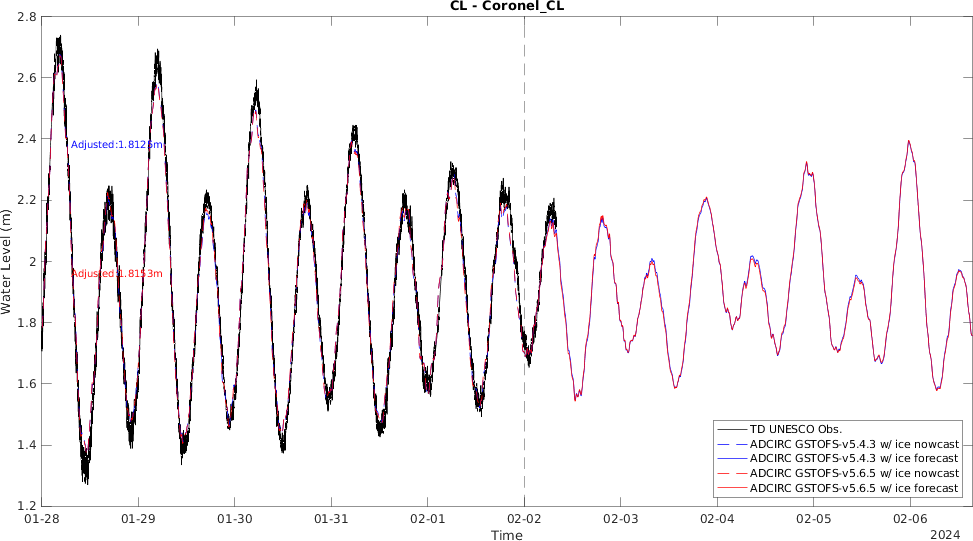 CL - Coronel_CL
2.8
2.6
2.4
2.2
2
1.8
1.6
1.4
1.2
Water Level (m)
Adjusted:1.8125m
Adjusted:1.8153m
TD UNESCO Obs.
ADCIRC GSTOFS-v5.4.3 w/ ice nowcast
ADCIRC GSTOFS-v5.4.3 w/ ice forecast
ADCIRC GSTOFS-v5.6.5 w/ ice nowcast
ADCIRC GSTOFS-v5.6.5 w/ ice forecast
01-28 01-29 01-30 01-31 02-01 02-02 02-03 02-04 02-05 02-06
Time
2024